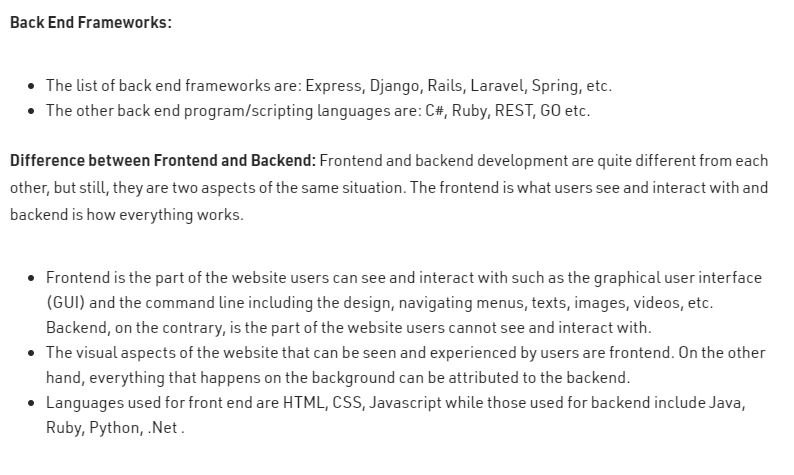 Back End Frameworks:
• The list of back end frameworks are: Express, Django, Rails, Laravel, Spring, etc.
• The other back end program/scripting languages are: C#, Ruby, REST, GO etc.
Difference between Frontend and Backend: Frontend and backend development are quite different from each
other, but still, they are two aspects of the same situation. The frontend is what users see and interact with and
backend is how everything works.
• Frontend is the part of the website users can see and interact with such as the graphical user interface
(GUI) and the command line including the design, navigating menus, texts, images, videos, etc.
Backend, on the contrary, is the part of the website users cannot see and interact with.
• The visual aspects of the website that can be seen and experienced by users are frontend. On the other
hand, everything that happens on the background can be attributed to the backend.
• Languages used for front end are HTML, CSS, Javascript while those used for backend include Java,
Ruby, Python, .Net .